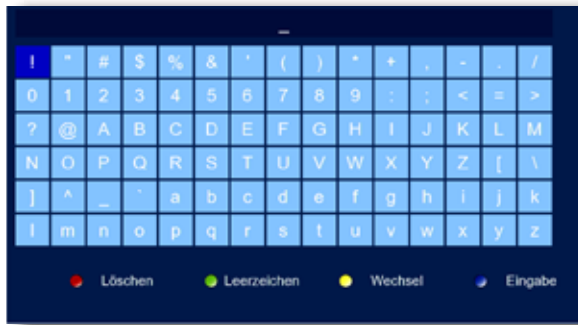 _
! " # $ % & ' ( ) * + , - . /
0 1 2 3 4 5 6 7 8 9 : ; < = >
? @ A B C D E F G H I J K L M
N O P Q R S T U V W X Y Z [ \
] ^ _ ` a b c d e f g h i j k
l m n o p q r s t u v w x y z
Löschen Leerzeichen Wechsel Eingabe